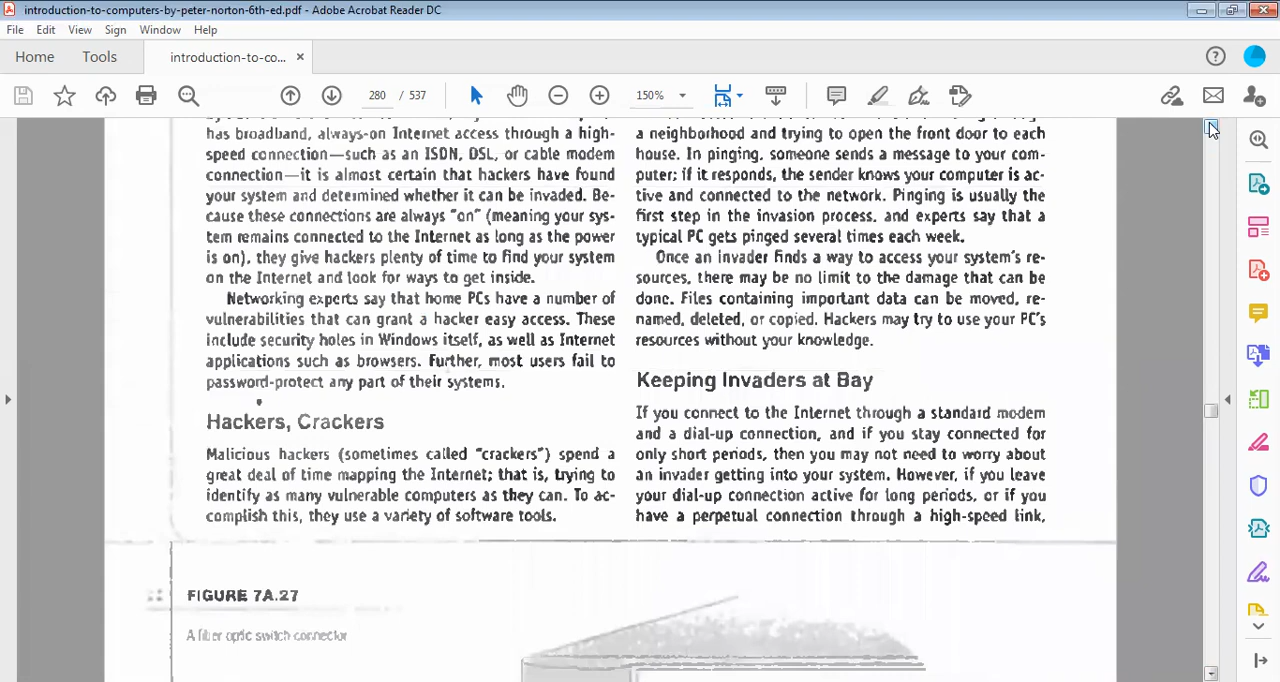 introduction-to-computers-by-peter-norton-6th-ed.pdf - Adobe Acrobat Reader DC
File Edit View Sign Window Help
Home Tools introduction-to-co... ×
280 / 537 150%
has broadband, always-on Internet access through a high-
speed connection—such as an ISDN, DSL, or cable modem
connection—it is almost certain that hackers have found
your system and determined whether it can be invaded. Be-
cause these connections are always "on" (meaning your sys-
tem remains connected to the Internet as long as the power
is on), they give hackers plenty of time to find your system
on the Internet and look for ways to get inside.
Networking experts say that home PCs have a number of
vulnerabilities that can grant a hacker easy access. These
include security holes in Windows itself, as well as Internet
applications such as browsers. Further, most users fail to
password-protect any part of their systems.
Hackers, Crackers
Malicious hackers (sometimes called "crackers") spend a
great deal of time mapping the Internet; that is, trying to
identify as many vulnerable computers as they can. To ac-
complish this, they use a variety of software tools.
a neighborhood and trying to open the front door to each
house. In pinging, someone sends a message to your com-
puter; if it responds, the sender knows your computer is ac-
tive and connected to the network. Pinging is usually the
first step in the invasion process, and experts say that a
typical PC gets pinged several times each week.
Once an invader finds a way to access your system's re-
sources, there may be no limit to the damage that can be
done. Files containing important data can be moved, re-
named, deleted, or copied. Hackers may try to use your PC's
resources without your knowledge.
Keeping Invaders at Bay
If you connect to the Internet through a standard modem
and a dial-up connection, and if you stay connected for
only short periods, then you may not need to worry about
an invader getting into your system. However, if you leave
your dial-up connection active for long periods, or if you
have a perpetual connection through a high-speed link,
FIGURE 7A.27
A fiber optic switch connector